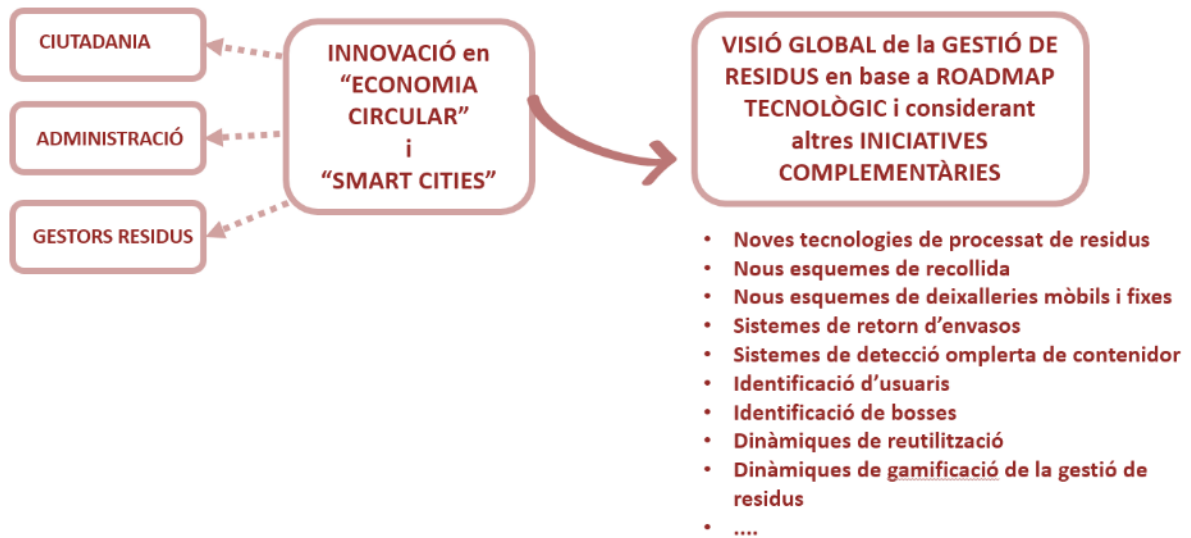 CIUTADANIA
ADMINISTRACIÓ
GESTORS RESIDUS
INNOVACIÓ en
“ECONOMIA
CIRCULAR”
i
“SMART CITIES”
VISIÓ GLOBAL de la GESTIÓ DE
RESIDUS en base a ROADMAP
TECNOLÒGIC i considerant
altres INICIATIVES
COMPLEMENTÀRIES
• Noves tecnologies de processat de residus
• Nous esquemes de recollida
• Nous esquemes de deixalleries mòbils i fixes
• Sistemes de retorn d’envasos
• Sistemes de detecció omplerta de contenidor
• Identificació d’usuaris
• Identificació de bosses
• Dinàmiques de reutilització
• Dinàmiques de gamificació de la gestió de
residus
• ....